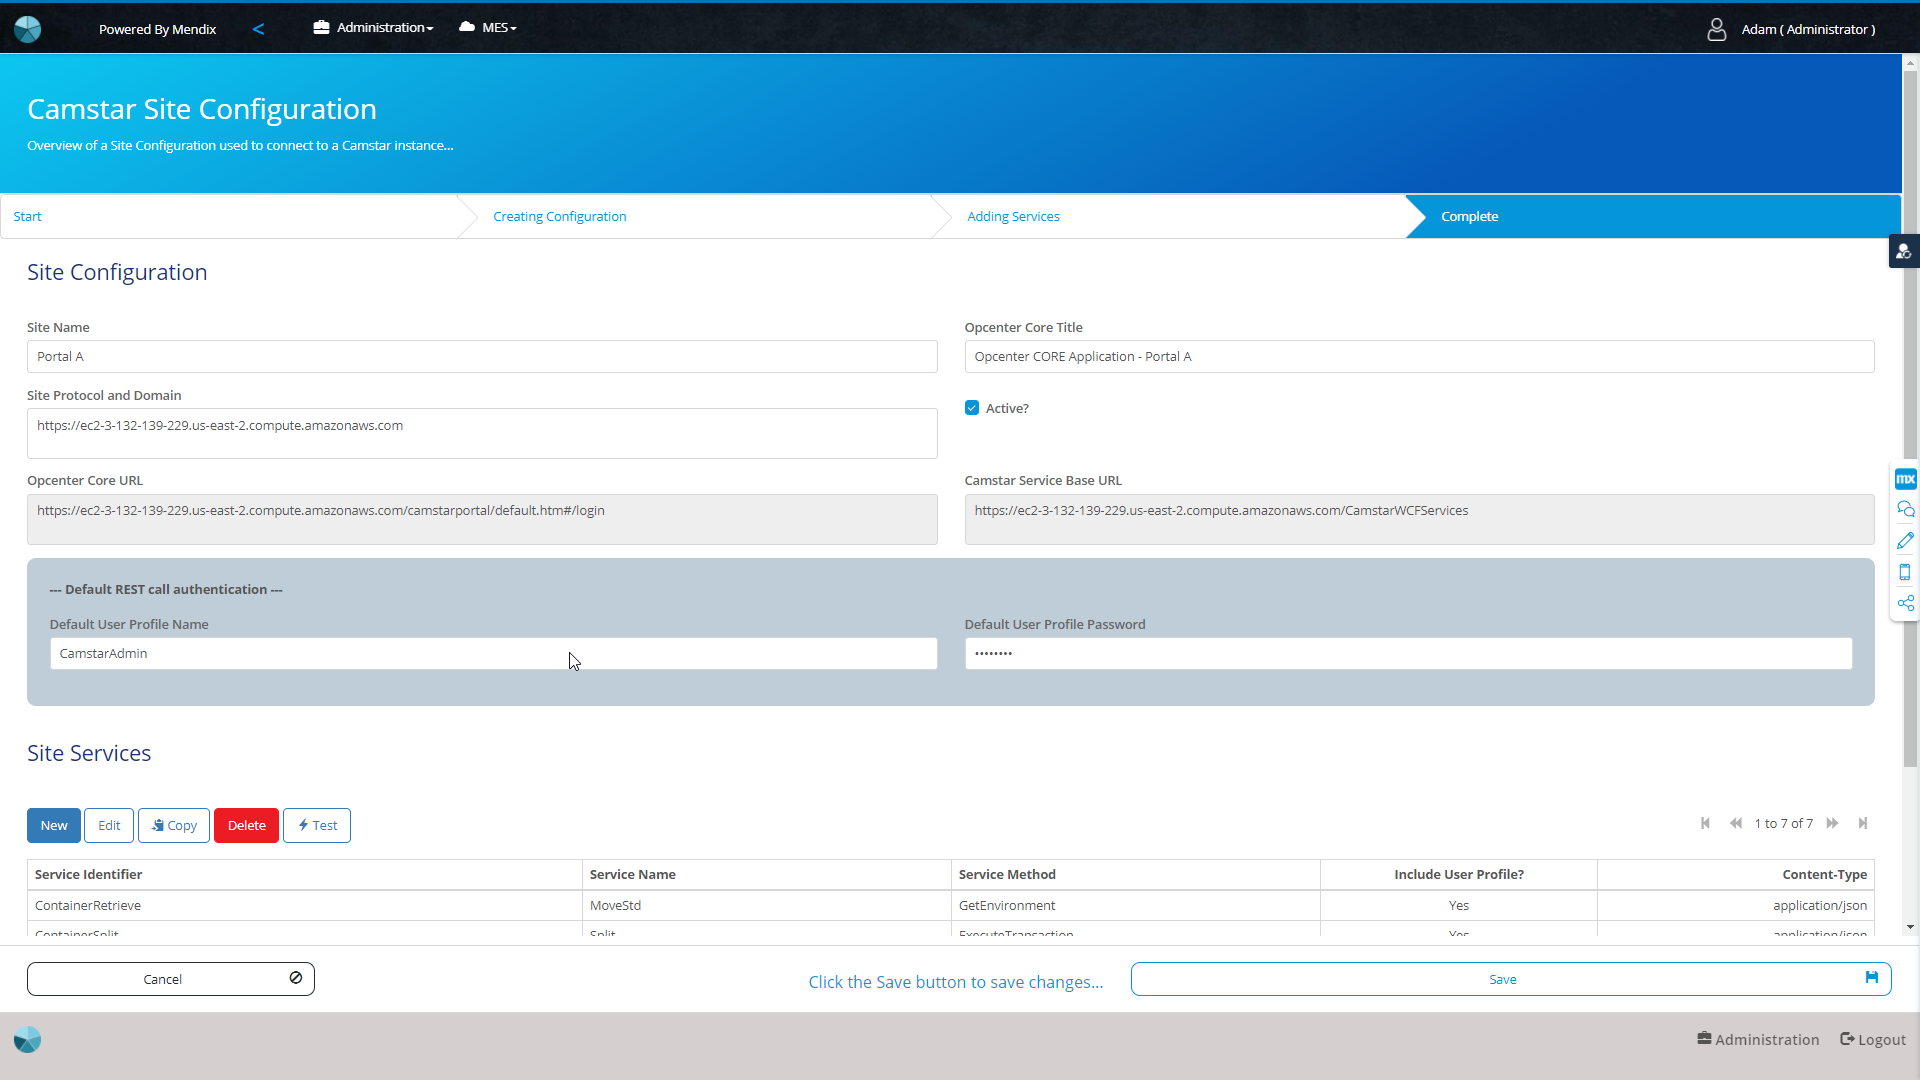 Powered By Mendix
<
Administration
MES
Adam ( Administrator )
Camstar Site Configuration
Overview of a Site Configuration used to connect to a Camstar instance...
Start
Creating Configuration
Adding Services
Complete
Site Configuration
Site Name
Opcenter Core Title
Portal A
Opcenter CORE Application - Portal A
Site Protocol and Domain
https://ec2-3-132-139-229.us-east-2.compute.amazonaws.com
Active?
Opcenter Core URL
Camstar Service Base URL
https://ec2-3-132-139-229.us-east-2.compute.amazonaws.com/camstarportal/default.htm#/login
https://ec2-3-132-139-229.us-east-2.compute.amazonaws.com/CamstarWCFServices
mx
--- Default REST call authentication ---
Default User Profile Name
Default User Profile Password
CamstarAdmin
••••••••
Site Services
New
Edit
Copy
Delete
Test
1 to 7 of 7
Service Identifier
Service Name
Service Method
Include User Profile?
Content-Type
ContainerRetrieve
MoveStd
GetEnvironment
Yes
application/json
ContainerSplit
Split
ExecuteTransaction
Yes
application/json
Cancel
Click the Save button to save changes...
Save
Administration
Logout